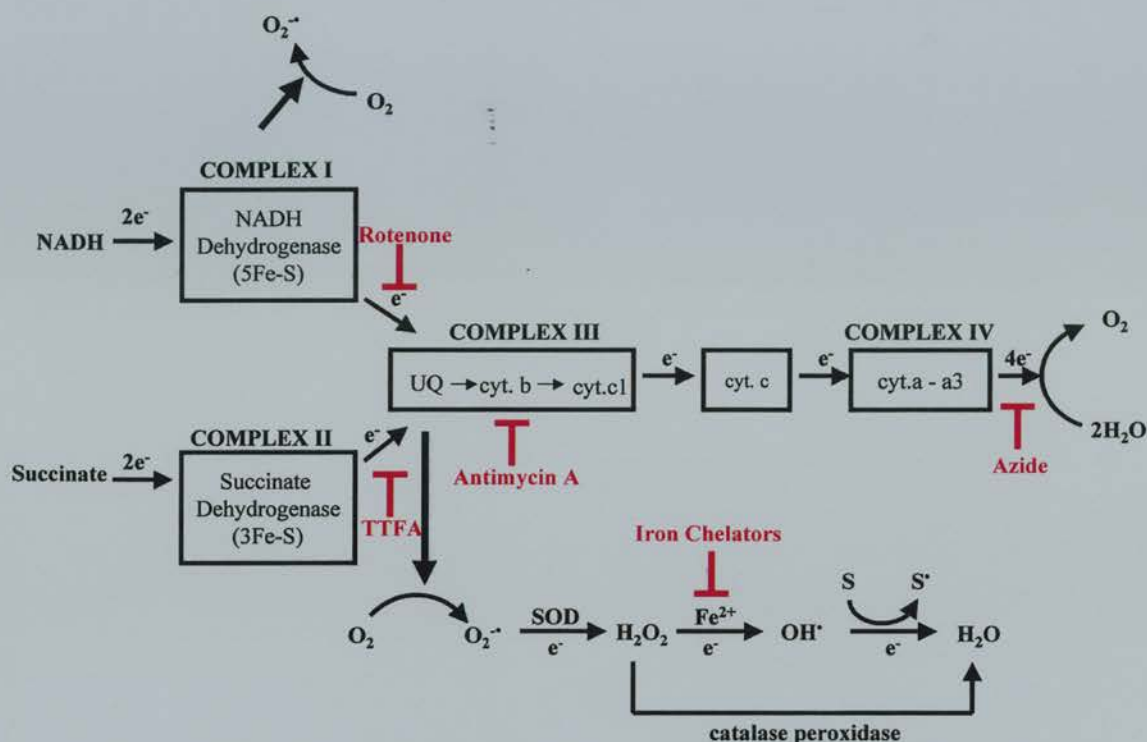 O₂⁻•
O₂
COMPLEX I
NADH
2e⁻
NADH
Dehydrogenase
(5Fe-S)
Rotenone
e⁻
COMPLEX III
UQ → cyt. b → cyt.c1
e⁻
cyt. c
e⁻
COMPLEX IV
cyt.a - a3
4e⁻
O₂
2H₂O
Azide
COMPLEX II
Succinate
2e⁻
Succinate
Dehydrogenase
(3Fe-S)
e⁻
TTFA
Antimycin A
Iron Chelators
O₂
O₂⁻•
SOD
e⁻
H₂O₂
Fe²⁺
e⁻
OH•
S
S•
e⁻
H₂O
catalase peroxidase